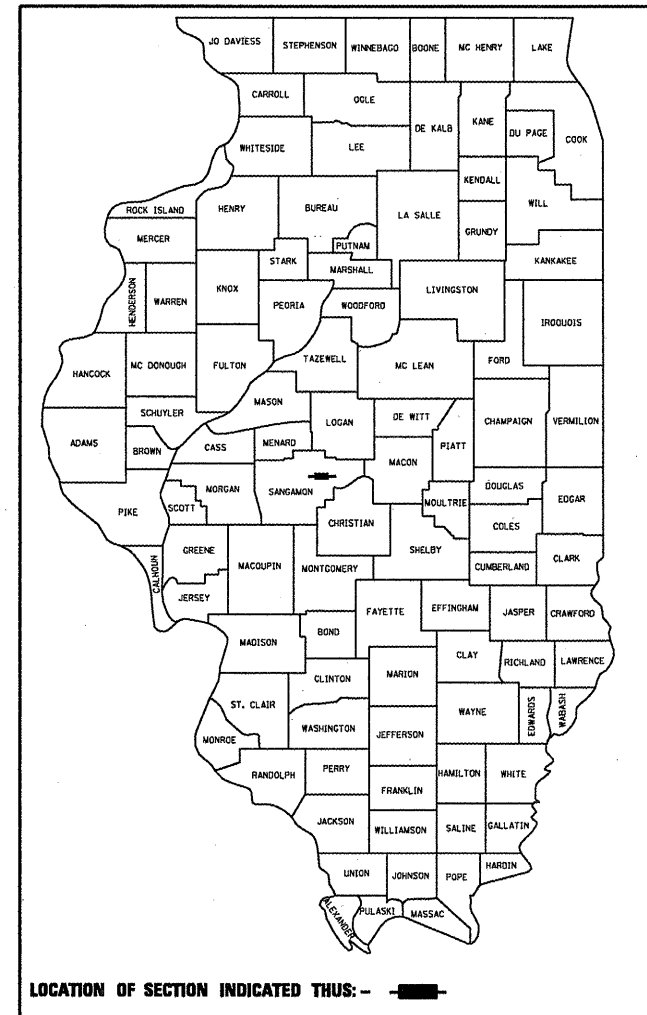 JO DAVIESS STEPHENSON WINNEBAGO BOONE MC HENRY LAKE
CARROLL OGLE DE KALB KANE DU PAGE COOK
WHITESIDE LEE
KENDALL WILL
ROCK ISLAND HENRY BUREAU LA SALLE GRUNDY
MERCER PUTNAM KANKAKEE
STARK MARSHALL
HENDERSON WARREN KNOX PEORIA WOODFORD LIVINGSTON IROQUOIS
HANCOCK MC DONOUGH FULTON TAZEWELL MC LEAN FORD
SCHUYLER MASON LOGAN DE WITT CHAMPAIGN VERMILION
ADAMS BROWN CASS MENARD MACON PIATT
PIKE SCOTT MORGAN SANGAMON MOULTRIE DOUGLAS EDGAR
CHRISTIAN COLES
GREENE MACOUPIN MONTGOMERY SHELBY CUMBERLAND CLARK
CALHOUN JERSEY
BOND FAYETTE EFFINGHAM JASPER CRAWFORD
MADISON CLAY RICHLAND LAWRENCE
CLINTON MARION
ST. CLAIR WAYNE EDWARDS WABASH
WASHINGTON JEFFERSON
MONROE
RANDOLPH PERRY HAMILTON WHITE
FRANKLIN
JACKSON WILLIAMSON SALINE GALLATIN
UNION JOHNSON POPE HARDIN
ALEXANDER PULASKI MASSAC
LOCATION OF SECTION INDICATED THUS: -